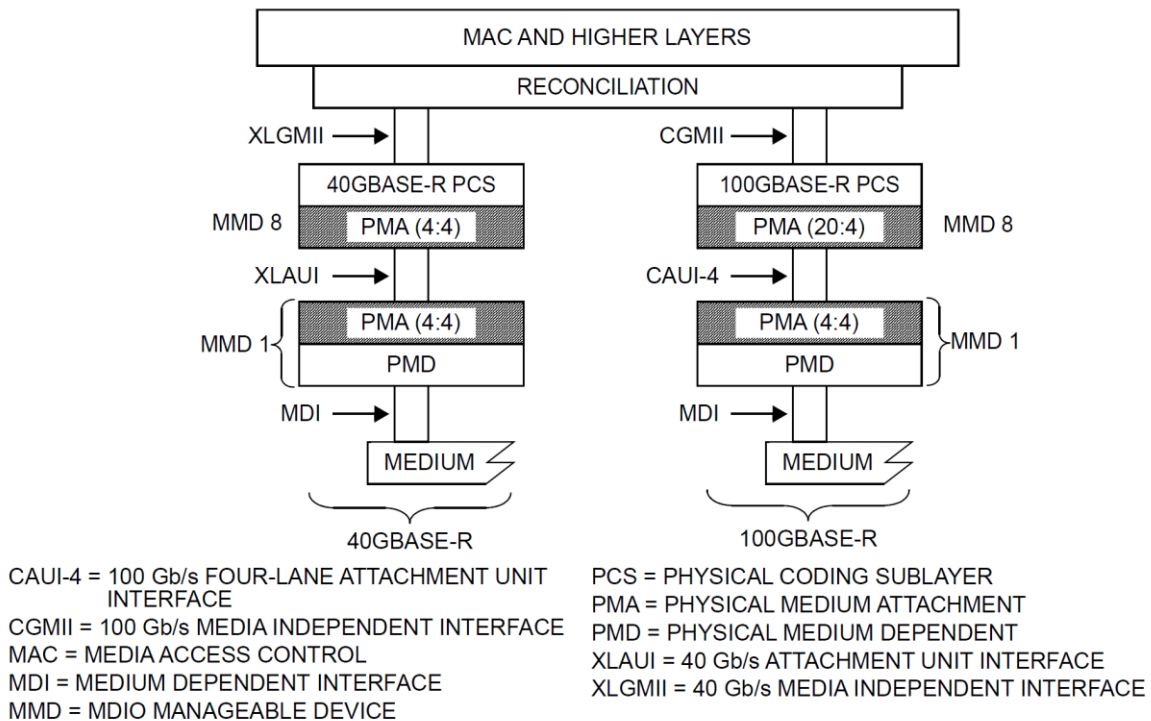 MAC AND HIGHER LAYERS
RECONCILIATION
XLGMII
CGMII
40GBASE-R PCS
100GBASE-R PCS
MMD 8
PMA (4:4)
PMA (20:4)
MMD 8
XLAUI
CAUI-4
PMA (4:4)
PMA (4:4)
MMD 1
MMD 1
PMD
PMD
MDI
MDI
MEDIUM
MEDIUM
40GBASE-R
100GBASE-R
CAUI-4 = 100 Gb/s FOUR-LANE ATTACHMENT UNIT
INTERFACE
CGMII = 100 Gb/s MEDIA INDEPENDENT INTERFACE
MAC = MEDIA ACCESS CONTROL
MDI = MEDIUM DEPENDENT INTERFACE
MMD = MDIO MANAGEABLE DEVICE
PCS = PHYSICAL CODING SUBLAYER
PMA = PHYSICAL MEDIUM ATTACHMENT
PMD = PHYSICAL MEDIUM DEPENDENT
XLAUI = 40 Gb/s ATTACHMENT UNIT INTERFACE
XLGMII = 40 Gb/s MEDIA INDEPENDENT INTERFACE